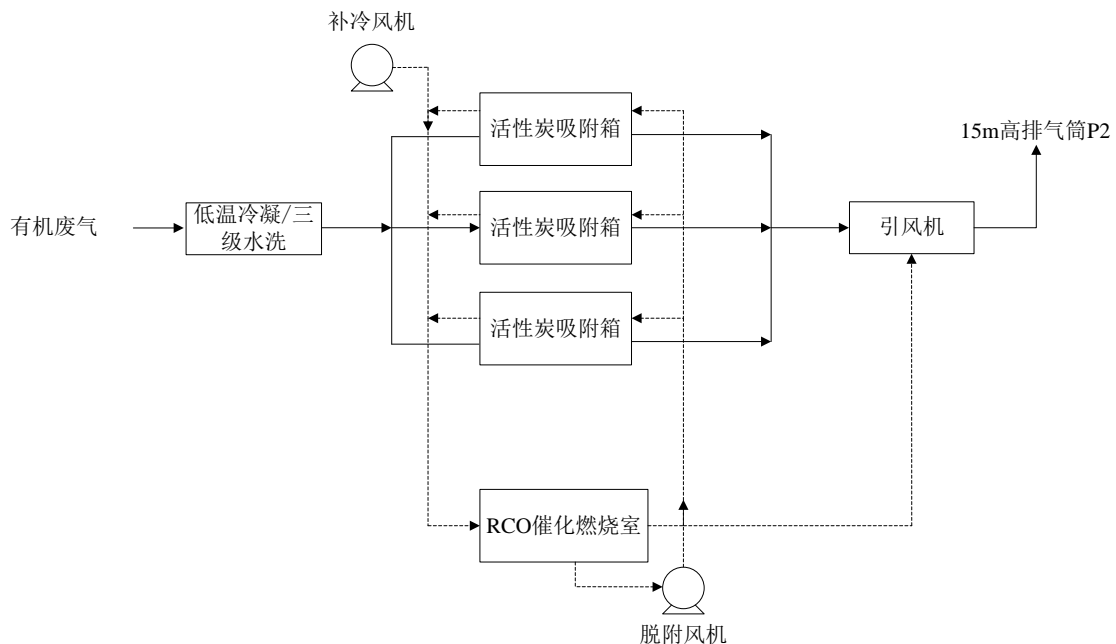 补冷风机
活性炭吸附箱
15m高排气筒P2
有机废气
低温冷凝/三
级水洗
活性炭吸附箱
引风机
活性炭吸附箱
RCO催化燃烧室
脱附风机